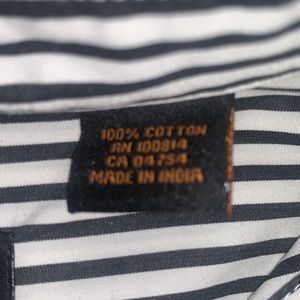 100% COTTON
RN 100814
CA 04754
MADE IN INDIA